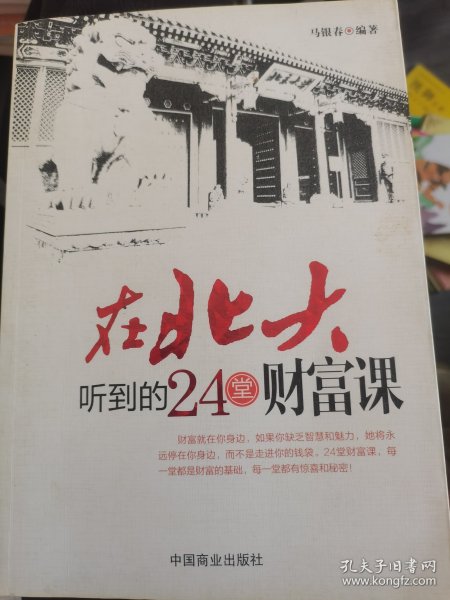 马银春 编著
在北大
听到的24堂财富课
财富就在你身边，如果你缺乏智慧和魅力，她将永
远停在你身边，而不是走进你的钱袋，24堂财富课，每
一堂都是财富的基础，每一堂都有惊喜和秘密！
中国商业出版社
孔夫子旧书网
www.kongfz.com